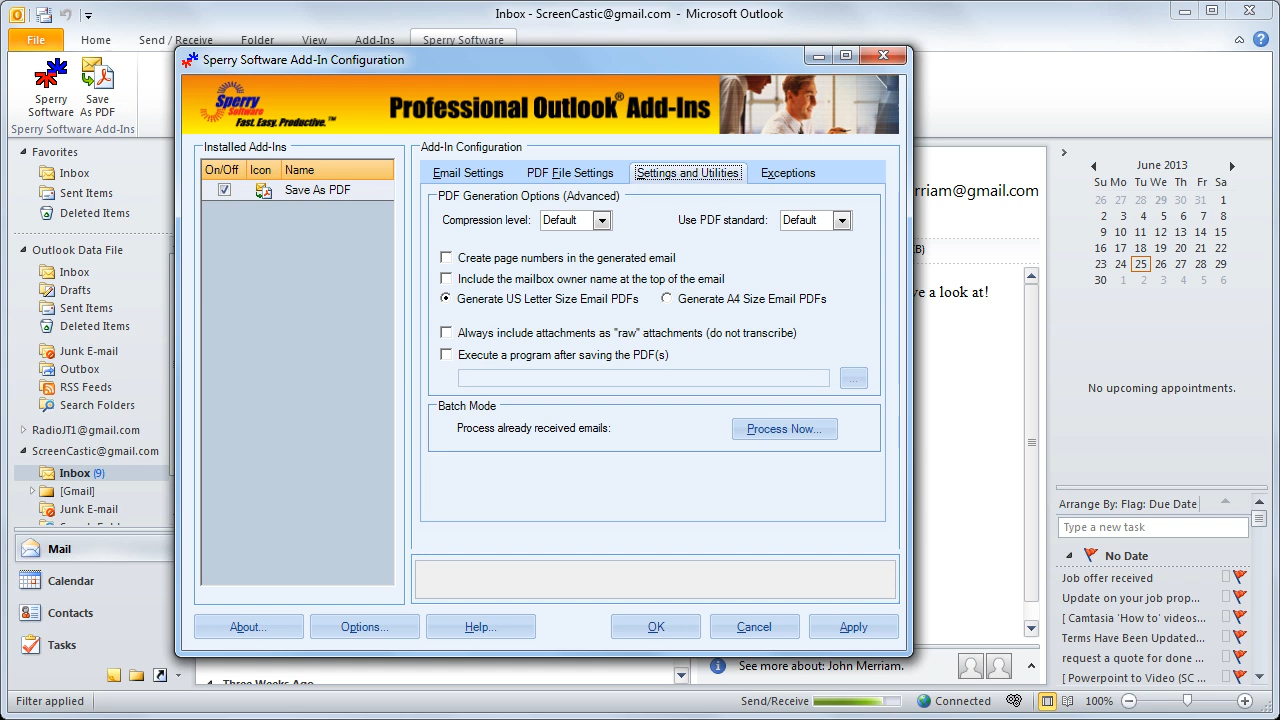 Inbox - ScreenCastic@gmail.com - Microsoft Outlook
File Home Send / Receive Folder View Add-Ins Sperry Software
Sperry Software
Save As PDF
Sperry Software Add-Ins
Favorites
Inbox
Sent Items
Deleted Items
Outlook Data File
Inbox
Drafts
Sent Items
Deleted Items
Junk E-mail
Outbox
RSS Feeds
Search Folders
RadioJT1@gmail.com
ScreenCastic@gmail.com
Inbox (9)
[Gmail]
Junk E-mail
Mail
Calendar
Contacts
Tasks
Sperry Software Add-In Configuration
Sperry Software
Fast. Easy. Productive.™
Professional Outlook® Add-Ins
Installed Add-Ins
On/Off Icon Name
Save As PDF
Add-In Configuration
Email Settings PDF File Settings Settings and Utilities Exceptions
PDF Generation Options (Advanced)
Compression level: Default Use PDF standard: Default
Create page numbers in the generated email
Include the mailbox owner name at the top of the email
Generate US Letter Size Email PDFs Generate A4 Size Email PDFs
Always include attachments as "raw" attachments (do not transcribe)
Execute a program after saving the PDF(s)
...
Batch Mode
Process already received emails: Process Now...
About... Options... Help... OK Cancel Apply
rriam@gmail.com
B)
ve a look at!
Three Weeks Ago
See more about: John Merriam.
June 2013
Su Mo Tu We Th Fr Sa
26 27 28 29 30 31 1
2 3 4 5 6 7 8
9 10 11 12 13 14 15
16 17 18 19 20 21 22
23 24 25 26 27 28 29
30 1 2 3 4 5 6
No upcoming appointments.
Arrange By: Flag: Due Date
Type a new task
No Date
Job offer received
Update on your job prop...
[ Camtasia 'How to' videos...
Terms Have Been Updated...
request a quote for done ...
[ Powerpoint to Video (SC ...
Filter applied
Send/Receive
Connected
100%